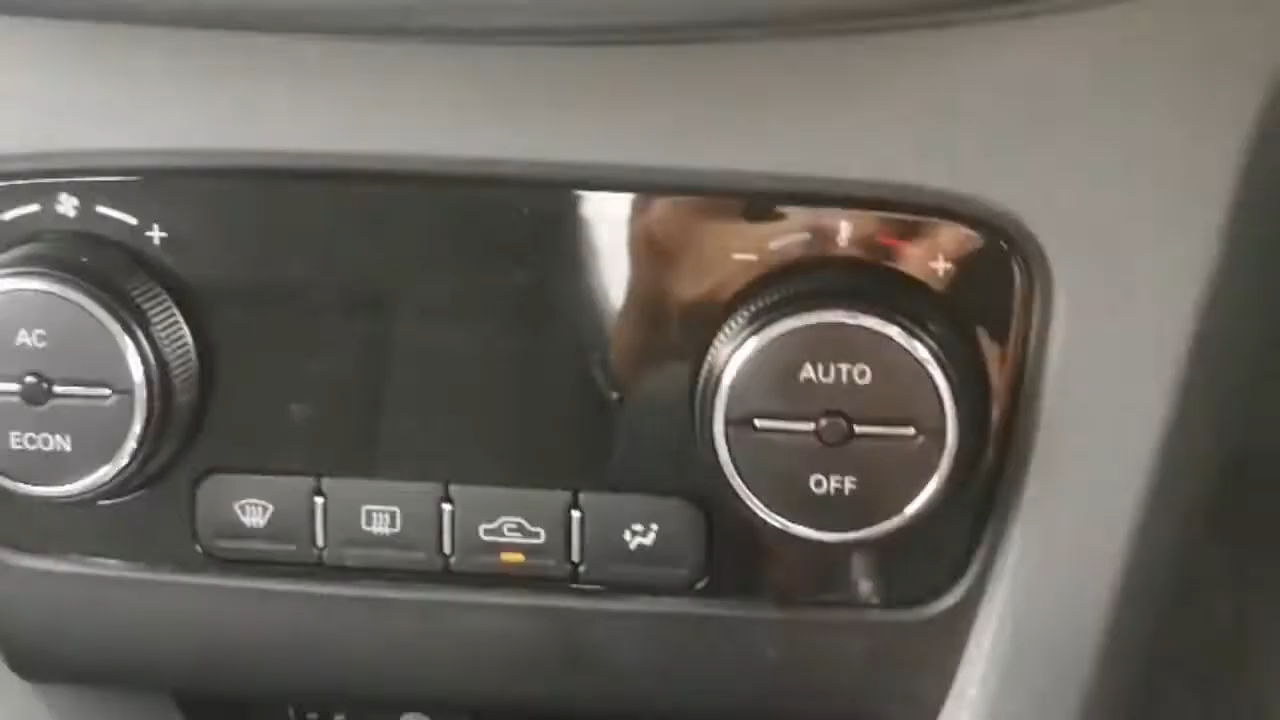 +
- +
AC
ECON
AUTO
OFF